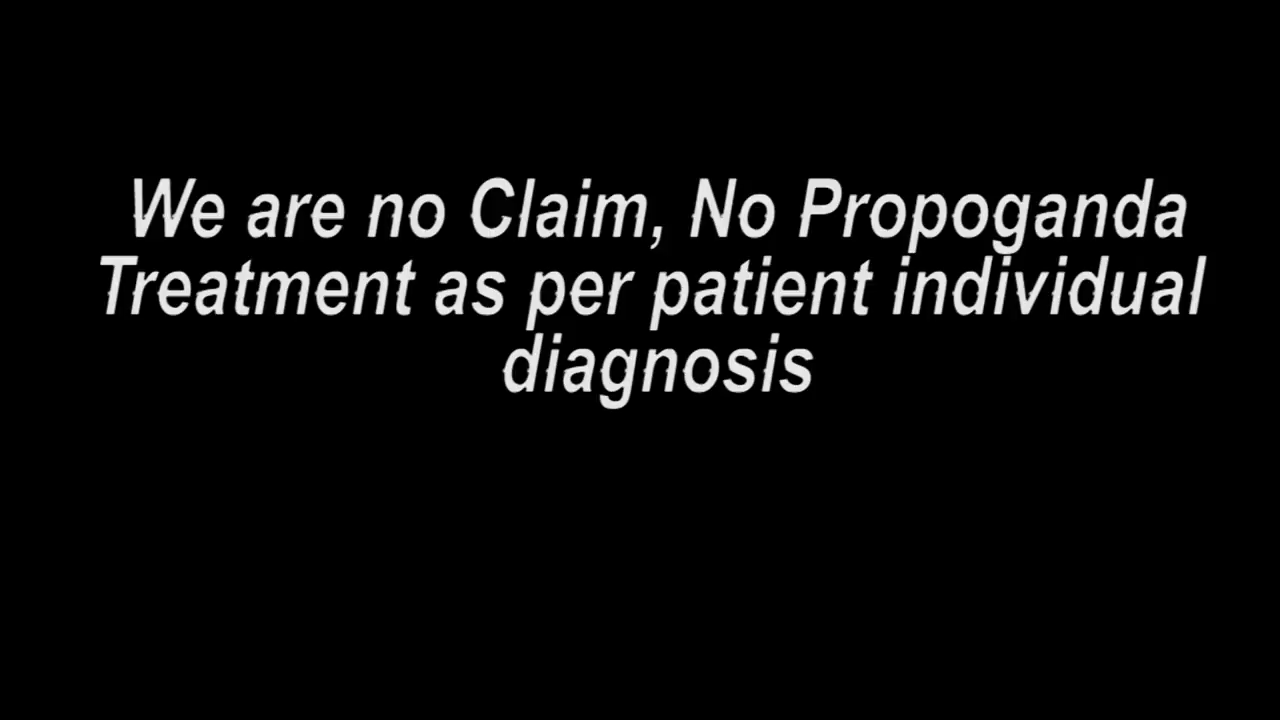 We are no Claim, No Propoganda
Treatment as per patient individual
diagnosis